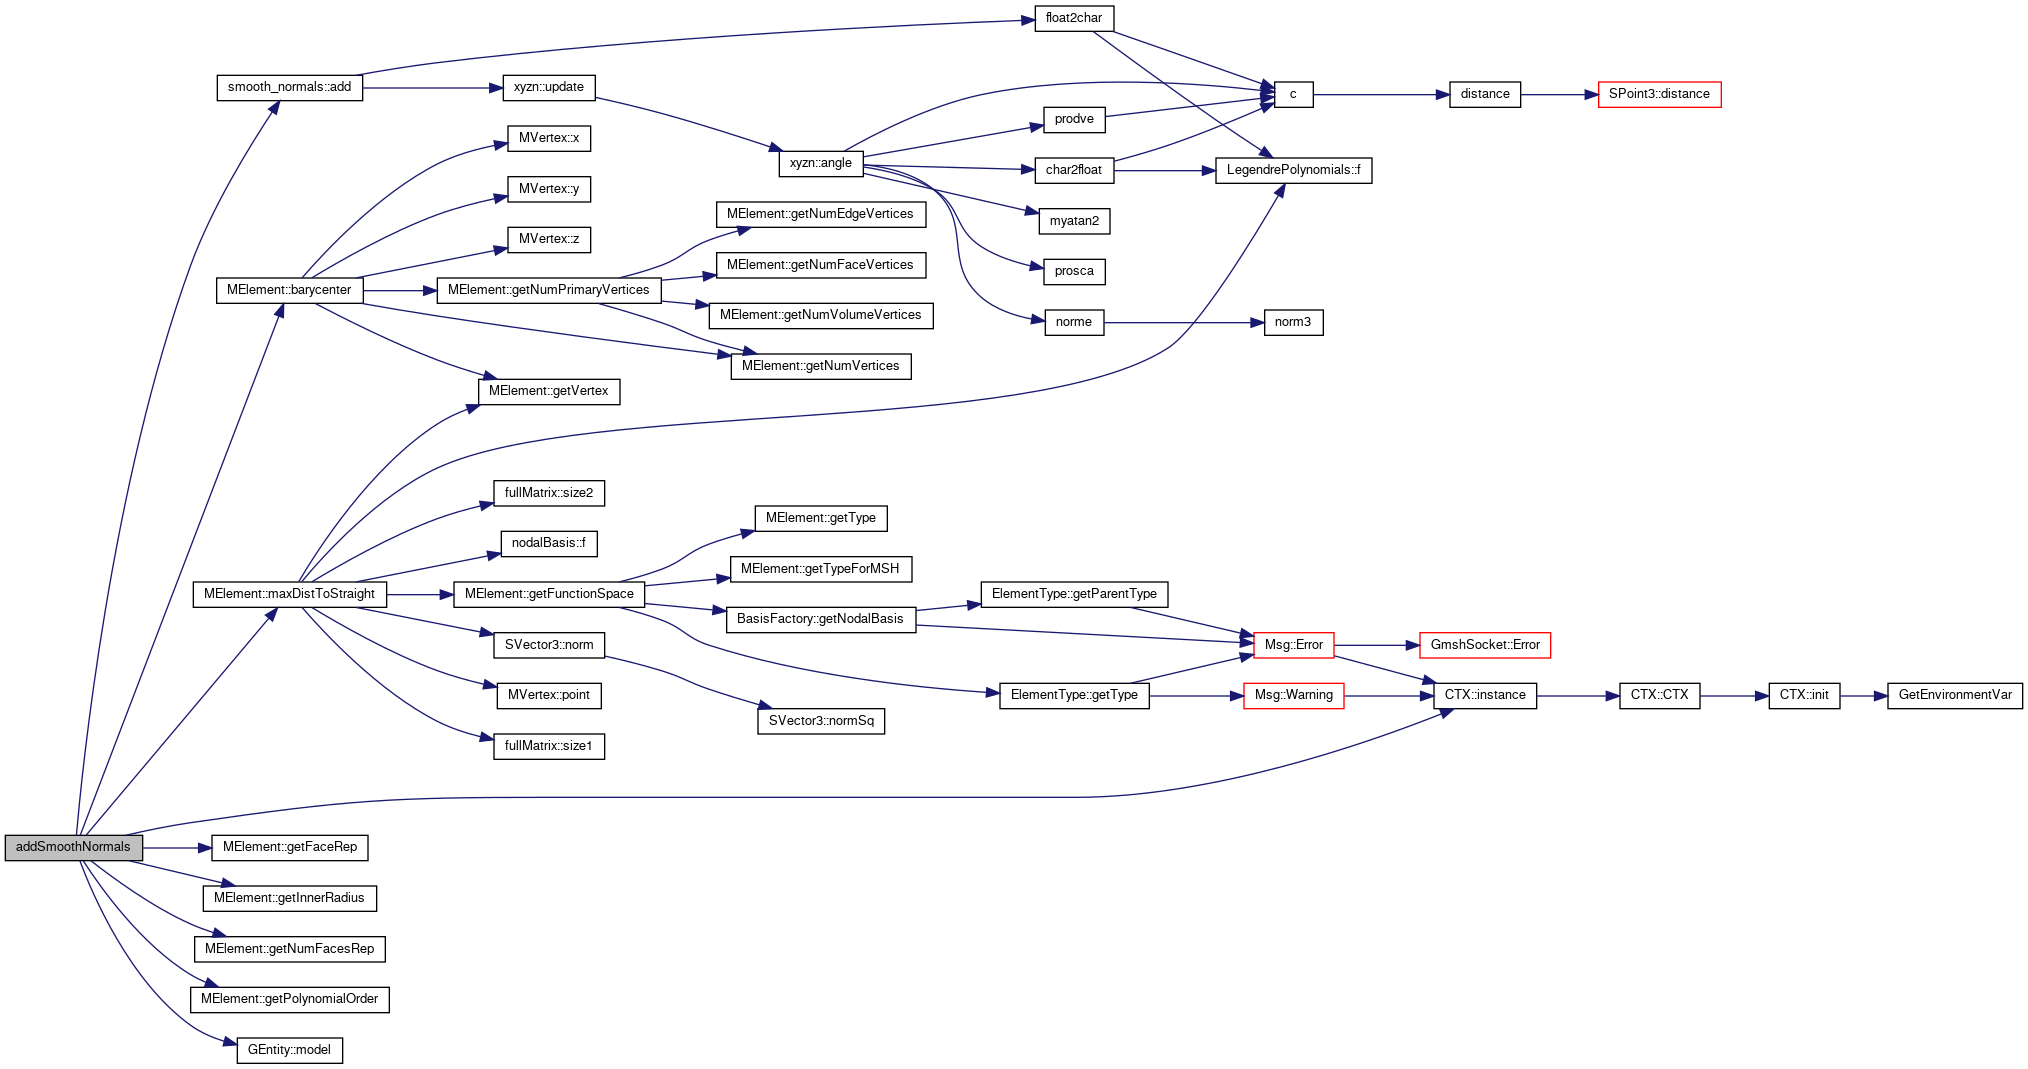 float2char
smooth_normals::add
xyzn::update
c
distance
SPoint3::distance
prodve
MVertex::x
xyzn::angle
char2float
LegendrePolynomials::f
MVertex::y
MElement::getNumEdgeVertices
myatan2
MVertex::z
MElement::getNumFaceVertices
prosca
MElement::barycenter
MElement::getNumPrimaryVertices
MElement::getNumVolumeVertices
norme
norm3
MElement::getNumVertices
MElement::getVertex
fullMatrix::size2
MElement::getType
nodalBasis::f
MElement::getTypeForMSH
MElement::maxDistToStraight
MElement::getFunctionSpace
ElementType::getParentType
BasisFactory::getNodalBasis
SVector3::norm
Msg::Error
GmshSocket::Error
MVertex::point
ElementType::getType
Msg::Warning
CTX::instance
CTX::CTX
CTX::init
GetEnvironmentVar
SVector3::normSq
fullMatrix::size1
addSmoothNormals
MElement::getFaceRep
MElement::getInnerRadius
MElement::getNumFacesRep
MElement::getPolynomialOrder
GEntity::model